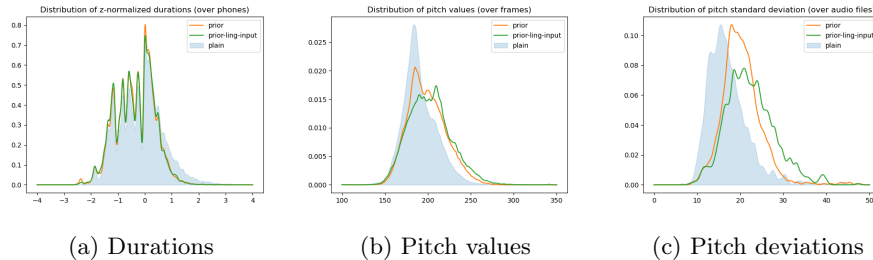 Distribution of z-normalized durations (over phones)
prior
prior-ling-input
plain
0.8
0.7
0.6
0.5
0.4
0.3
0.2
0.1
0.0
−4 −3 −2 −1 0 1 2 3 4
(a) Durations
Distribution of pitch values (over frames)
prior
prior-ling-input
plain
0.025
0.020
0.015
0.010
0.005
0.000
100 150 200 250 300 350
(b) Pitch values
Distribution of pitch standard deviation (over audio files)
prior
prior-ling-input
plain
0.10
0.08
0.06
0.04
0.02
0.00
0 10 20 30 40 50
(c) Pitch deviations